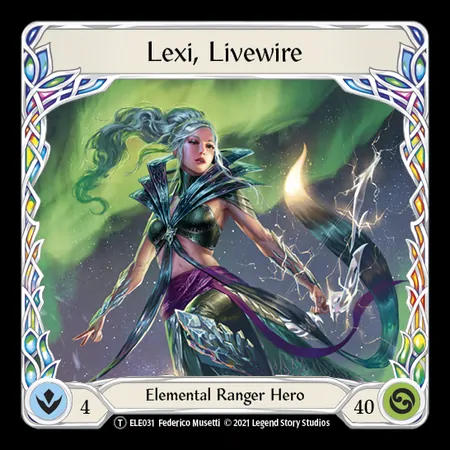 Lexi, Livewire
4
Elemental Ranger Hero
40
T ELE031 Federico Musetti © 2021 Legend Story Studios